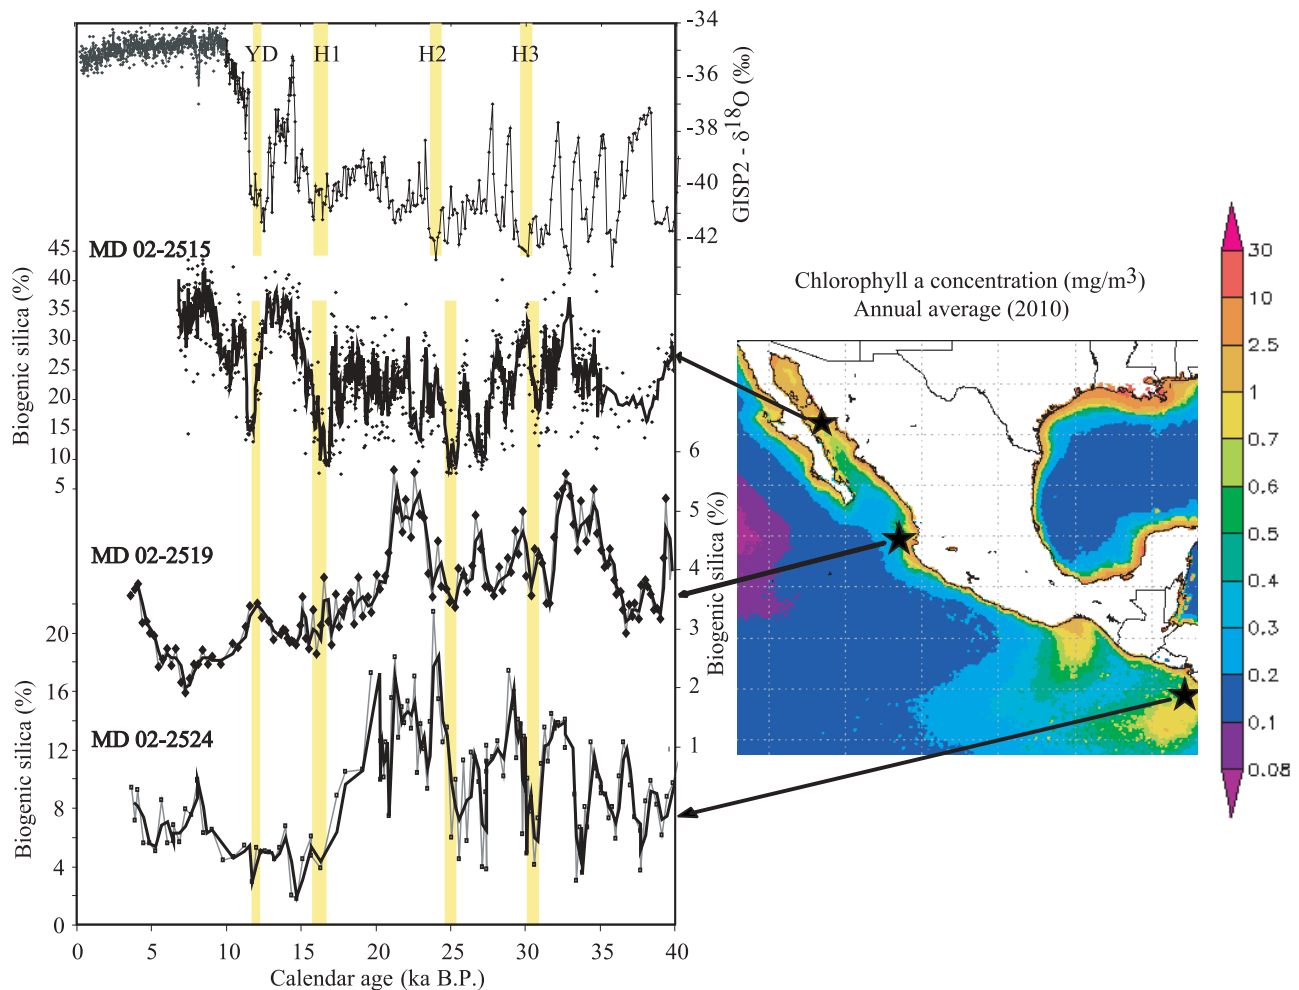 -34
-36
-38
-40
-42
GISP2 - δ18O (‰)
YD
H1
H2
H3
MD 02-2515
45
40
35
30
25
20
15
10
5
Biogenic silica (%)
MD 02-2519
6
5
4
3
2
1
Biogenic silica (%)
MD 02-2524
20
16
12
8
4
0
Biogenic silica (%)
0 5 10 15 20 25 30 35 40
Calendar age (ka B.P.)
Chlorophyll a concentration (mg/m3)
Annual average (2010)
30
10
2.5
1
0.7
0.6
0.5
0.4
0.3
0.2
0.1
0.08